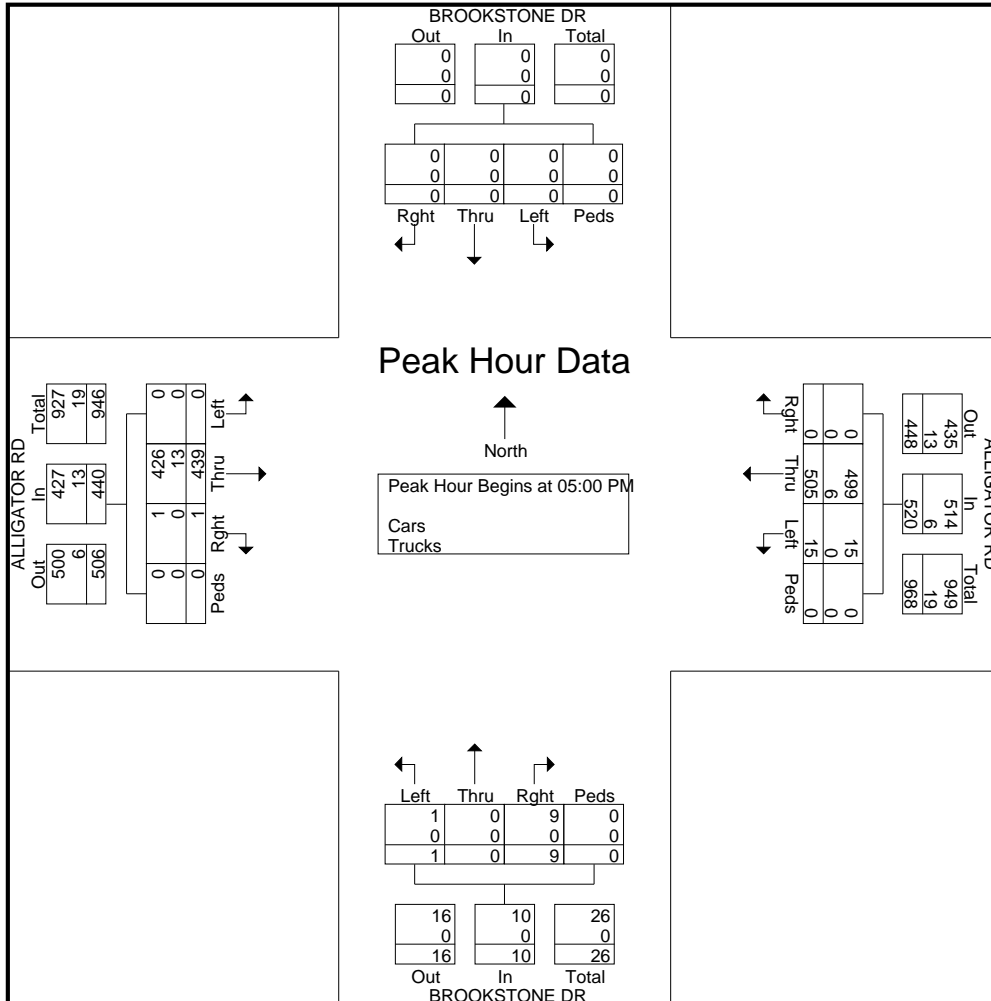 BROOKSTONE DR
Out In Total
0 0 0
0 0 0
0 0 0
0 0 0 0
0 0 0 0
0 0 0 0
Rght Thru Left Peds
Peak Hour Data
North
Peak Hour Begins at 05:00 PM
Cars
Trucks
ALLIGATOR RD
Out In Total
500 427 927
6 13 19
506 440 946
Peds Rght Thru Left
0 1 426 0
0 0 13 0
0 1 439 0
ALLIGATOR RD
Out In Total
435 514 949
13 6 19
448 520 968
0 499 15 0
0 6 0 0
0 505 15 0
Rght Thru Left Peds
Left Thru Rght Peds
1 0 9 0
0 0 0 0
1 0 9 0
16 10 26
0 0 0
16 10 26
Out In Total
BROOKSTONE DR